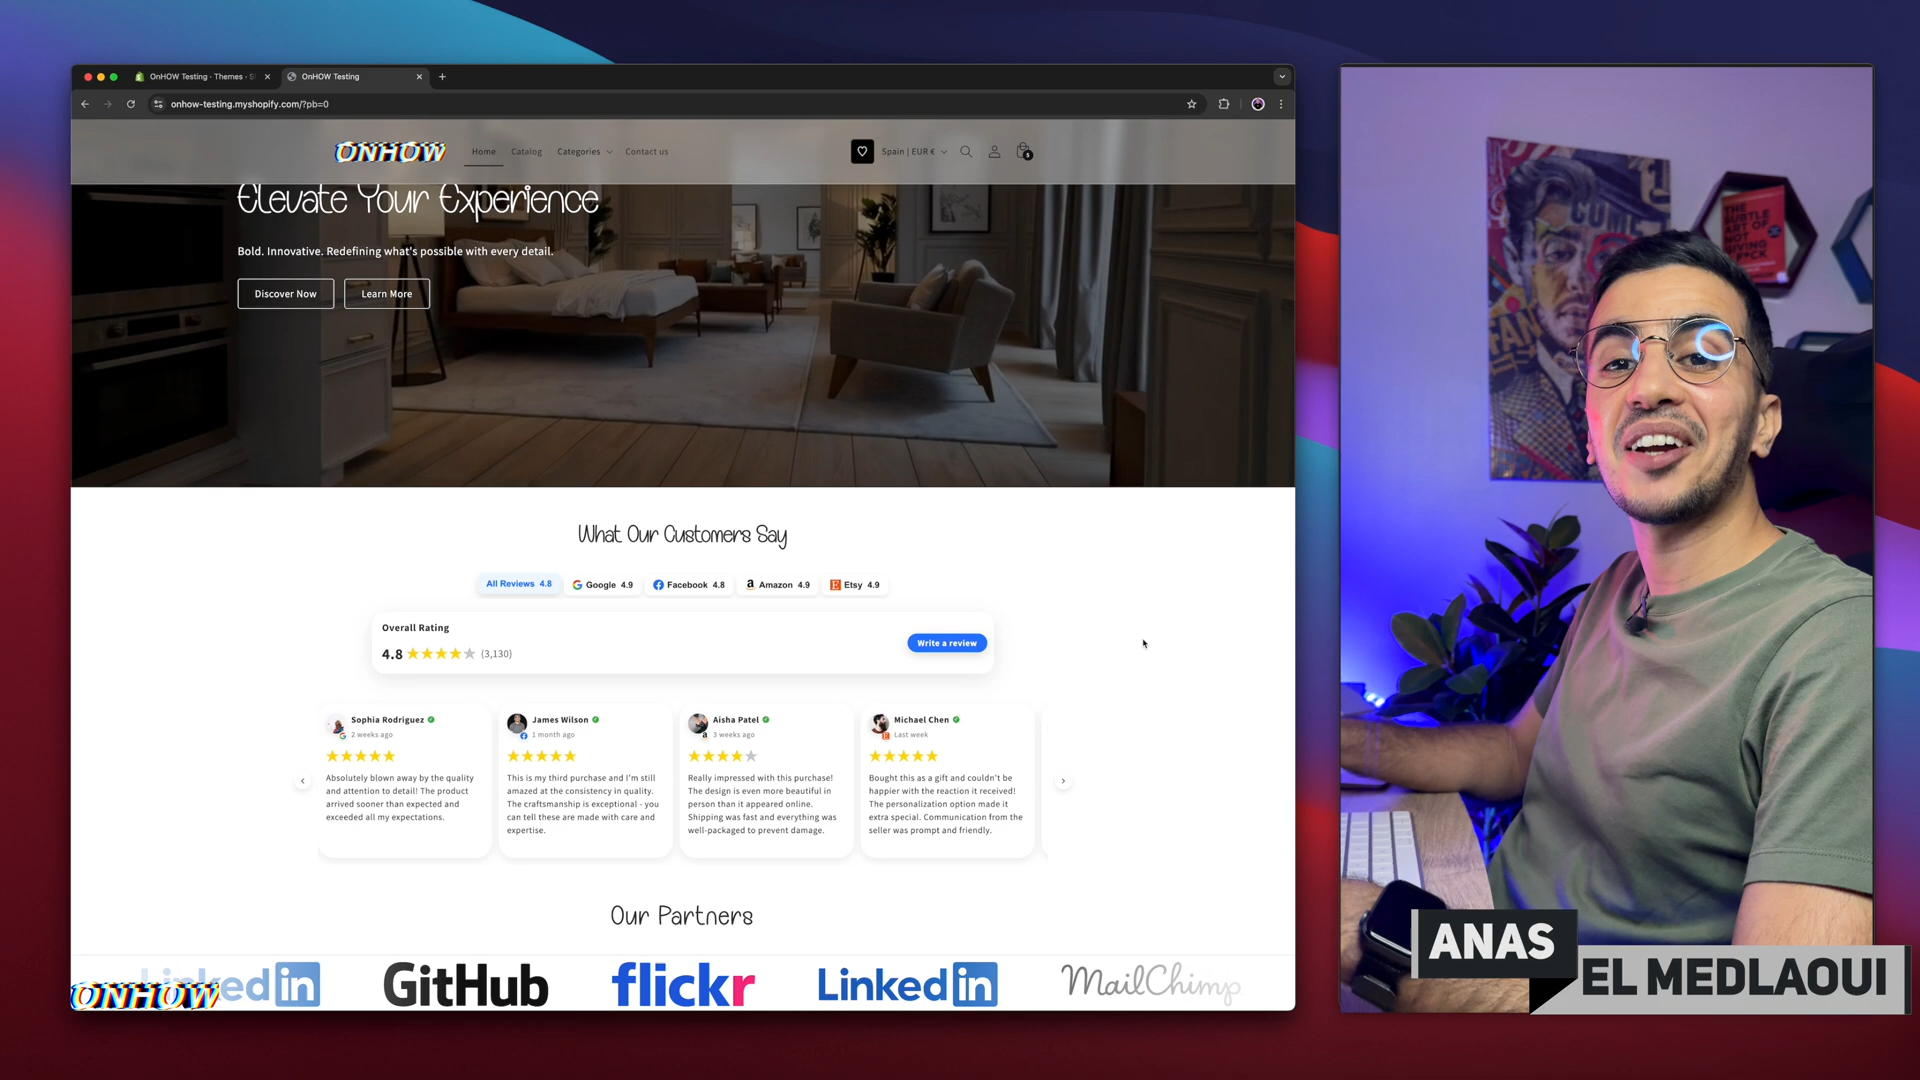 OnHOW Testing · Themes · S
OnHOW Testing
onhow-testing.myshopify.com/?pb=0
ONHOW
Home
Catalog
Categories
Contact us
Spain | EUR €
Elevate Your Experience
Bold. Innovative. Redefining what's possible with every detail.
Discover Now
Learn More
What Our Customers Say
All Reviews 4.8
Google 4.9
Facebook 4.8
Amazon 4.9
Etsy 4.9
Overall Rating
4.8 (3,130)
Write a review
Sophia Rodriguez
2 weeks ago
Absolutely blown away by the quality
and attention to detail! The product
arrived sooner than expected and
exceeded all my expectations.
James Wilson
1 month ago
This is my third purchase and I'm still
amazed at the consistency in quality.
The craftsmanship is exceptional - you
can tell these are made with care and
expertise.
Aisha Patel
3 weeks ago
Really impressed with this purchase!
The design is even more beautiful in
person than it appeared online.
Shipping was fast and everything was
well-packaged to prevent damage.
Michael Chen
Last week
Bought this as a gift and couldn't be
happier with the reaction it received!
The personalization option made it
extra special. Communication from the
seller was prompt and friendly.
Our Partners
Linkedin
GitHub
flickr
Linkedin
MailChimp
ONHOW
THE
SUBTLE
ART OF
NOT
GIVING
F*CK
COME
FAN
ANAS
EL MEDLAOUI